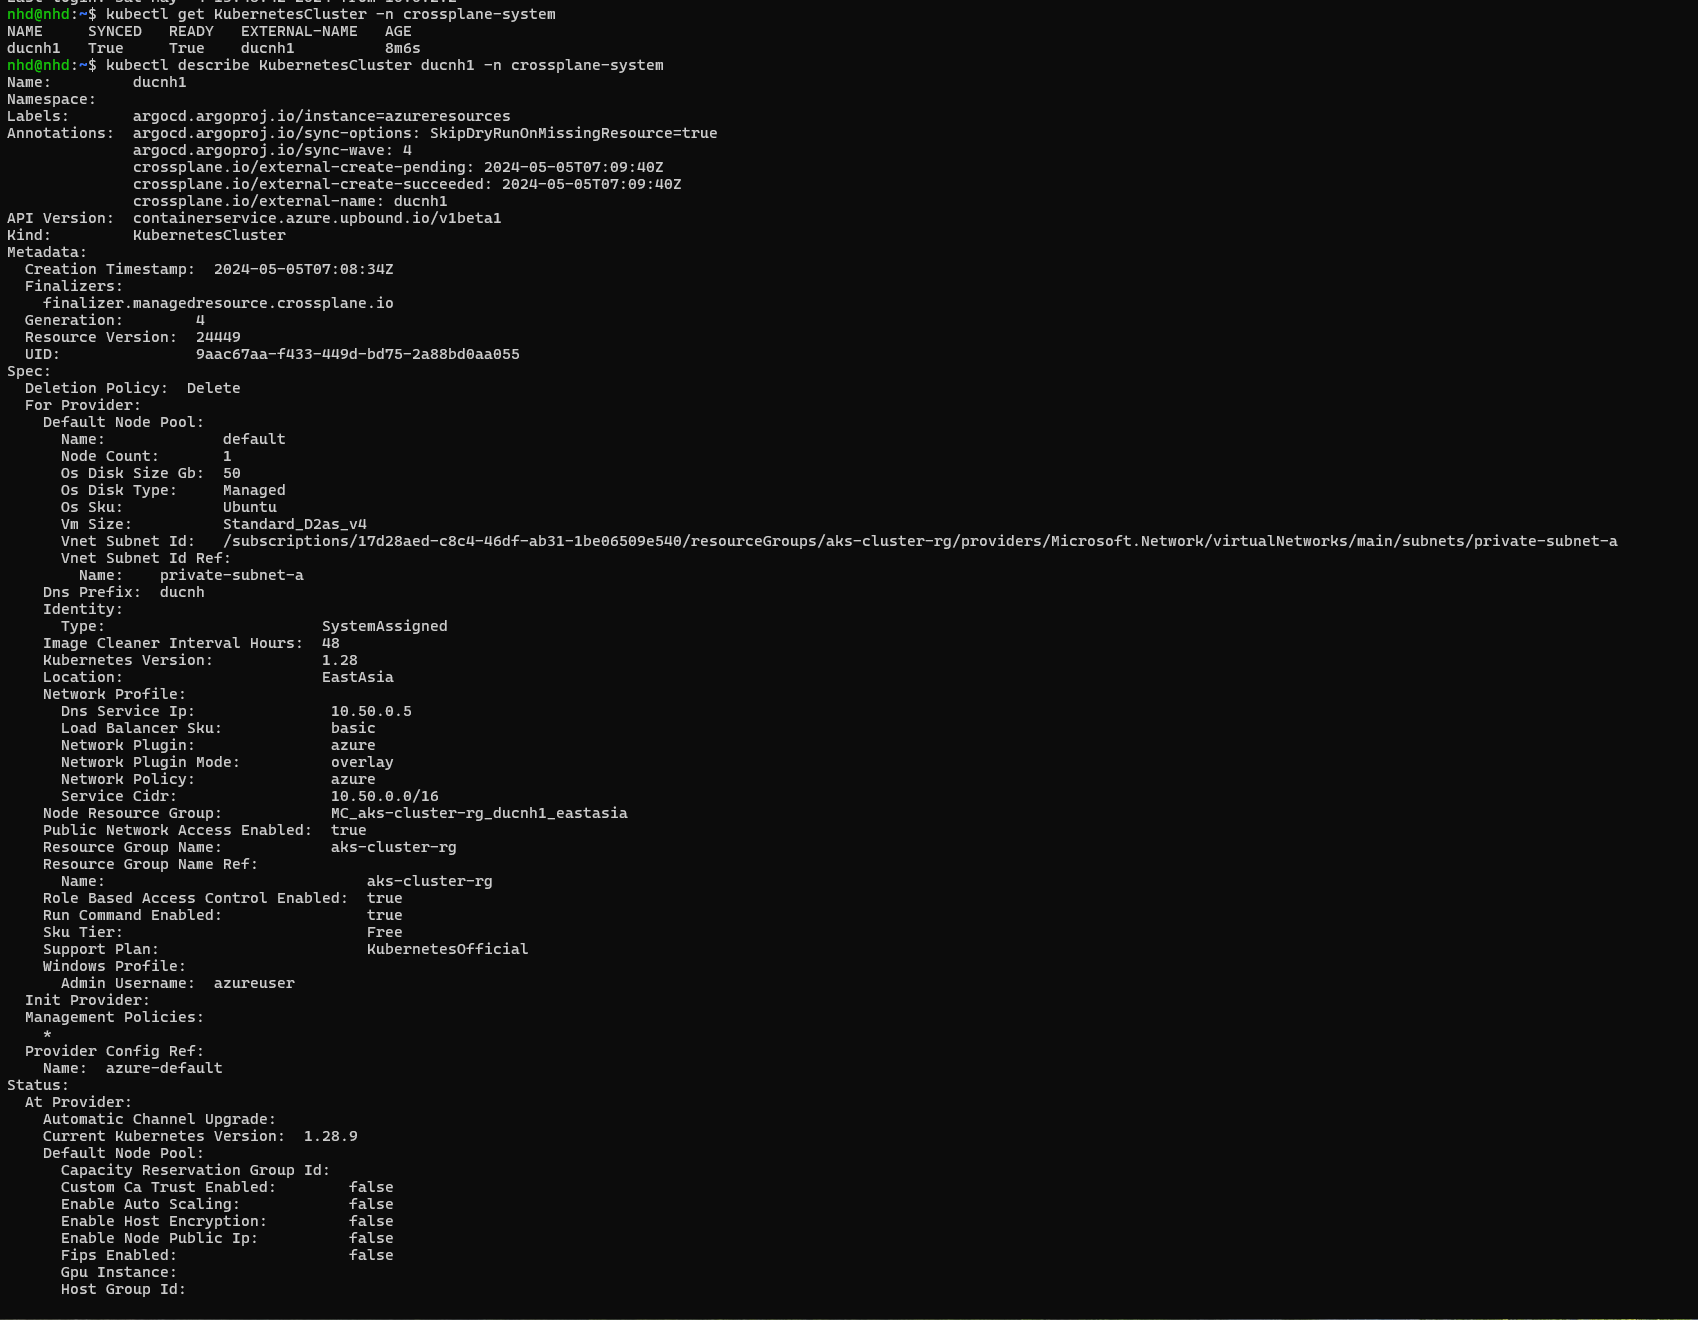 nhd@nhd:~$ kubectl get KubernetesCluster -n crossplane-system
NAME     SYNCED   READY   EXTERNAL-NAME   AGE
ducnh1   True     True    ducnh1          8m6s
nhd@nhd:~$ kubectl describe KubernetesCluster ducnh1 -n crossplane-system
Name:         ducnh1
Namespace:
Labels:       argocd.argoproj.io/instance=azureresources
Annotations:  argocd.argoproj.io/sync-options: SkipDryRunOnMissingResource=true
              argocd.argoproj.io/sync-wave: 4
              crossplane.io/external-create-pending: 2024-05-05T07:09:40Z
              crossplane.io/external-create-succeeded: 2024-05-05T07:09:40Z
              crossplane.io/external-name: ducnh1
API Version:  containerservice.azure.upbound.io/v1beta1
Kind:         KubernetesCluster
Metadata:
  Creation Timestamp:  2024-05-05T07:08:34Z
  Finalizers:
    finalizer.managedresource.crossplane.io
  Generation:        4
  Resource Version:  24449
  UID:               9aac67aa-f433-449d-bd75-2a88bd0aa055
Spec:
  Deletion Policy:  Delete
  For Provider:
    Default Node Pool:
      Name:             default
      Node Count:       1
      Os Disk Size Gb:  50
      Os Disk Type:     Managed
      Os Sku:           Ubuntu
      Vm Size:          Standard_D2as_v4
      Vnet Subnet Id:   /subscriptions/17d28aed-c8c4-46df-ab31-1be06509e540/resourceGroups/aks-cluster-rg/providers/Microsoft.Network/virtualNetworks/main/subnets/private-subnet-a
      Vnet Subnet Id Ref:
        Name:    private-subnet-a
    Dns Prefix:  ducnh
    Identity:
      Type:                        SystemAssigned
    Image Cleaner Interval Hours:  48
    Kubernetes Version:            1.28
    Location:                      EastAsia
    Network Profile:
      Dns Service Ip:               10.50.0.5
      Load Balancer Sku:            basic
      Network Plugin:               azure
      Network Plugin Mode:          overlay
      Network Policy:               azure
      Service Cidr:                 10.50.0.0/16
    Node Resource Group:            MC_aks-cluster-rg_ducnh1_eastasia
    Public Network Access Enabled:  true
    Resource Group Name:            aks-cluster-rg
    Resource Group Name Ref:
      Name:                             aks-cluster-rg
    Role Based Access Control Enabled:  true
    Run Command Enabled:                true
    Sku Tier:                           Free
    Support Plan:                       KubernetesOfficial
    Windows Profile:
      Admin Username:  azureuser
  Init Provider:
  Management Policies:
    *
  Provider Config Ref:
    Name:  azure-default
Status:
  At Provider:
    Automatic Channel Upgrade:
    Current Kubernetes Version:  1.28.9
    Default Node Pool:
      Capacity Reservation Group Id:
      Custom Ca Trust Enabled:        false
      Enable Auto Scaling:            false
      Enable Host Encryption:         false
      Enable Node Public Ip:          false
      Fips Enabled:                   false
      Gpu Instance:
      Host Group Id: